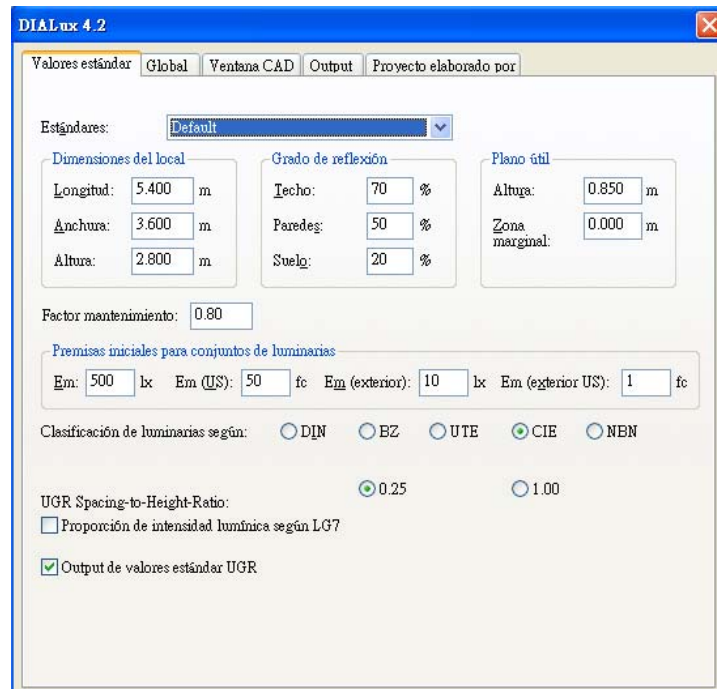 DIALux 4.2
Valores estándar Global Ventana CAD Output Proyecto elaborado por
Estándares: Default
Dimensiones del local Grado de reflexión Plano útil
Longitud: 5.400 m Techo: 70 % Altura: 0.850 m
Anchura: 3.600 m Paredes: 50 % Zona marginal: 0.000 m
Altura: 2.800 m Suelo: 20 %
Factor mantenimiento: 0.80
Premisas iniciales para conjuntos de luminarias
Em: 500 lx Em (US): 50 fc Em (exterior): 10 lx Em (exterior US): 1 fc
Clasificación de luminarias según: DIN BZ UTE CIE NBN
UGR Spacing-to-Height-Ratio: 0.25 1.00
Proporción de intensidad lumínica según LG7
Output de valores estándar UGR